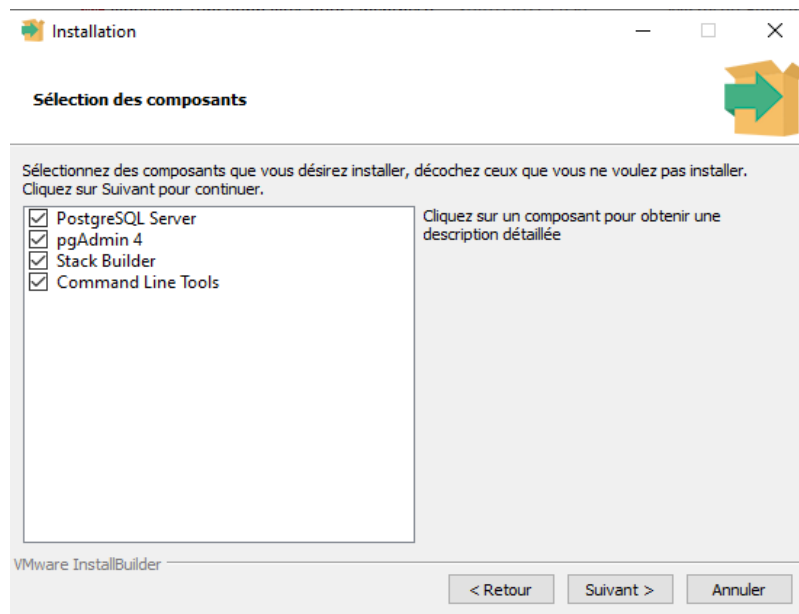 Installation
Sélection des composants
Sélectionnez des composants que vous désirez installer, décochez ceux que vous ne voulez pas installer.
Cliquez sur Suivant pour continuer.
PostgreSQL Server
pgAdmin 4
Stack Builder
Command Line Tools
Cliquez sur un composant pour obtenir une
description détaillée
VMware InstallBuilder
< Retour
Suivant >
Annuler